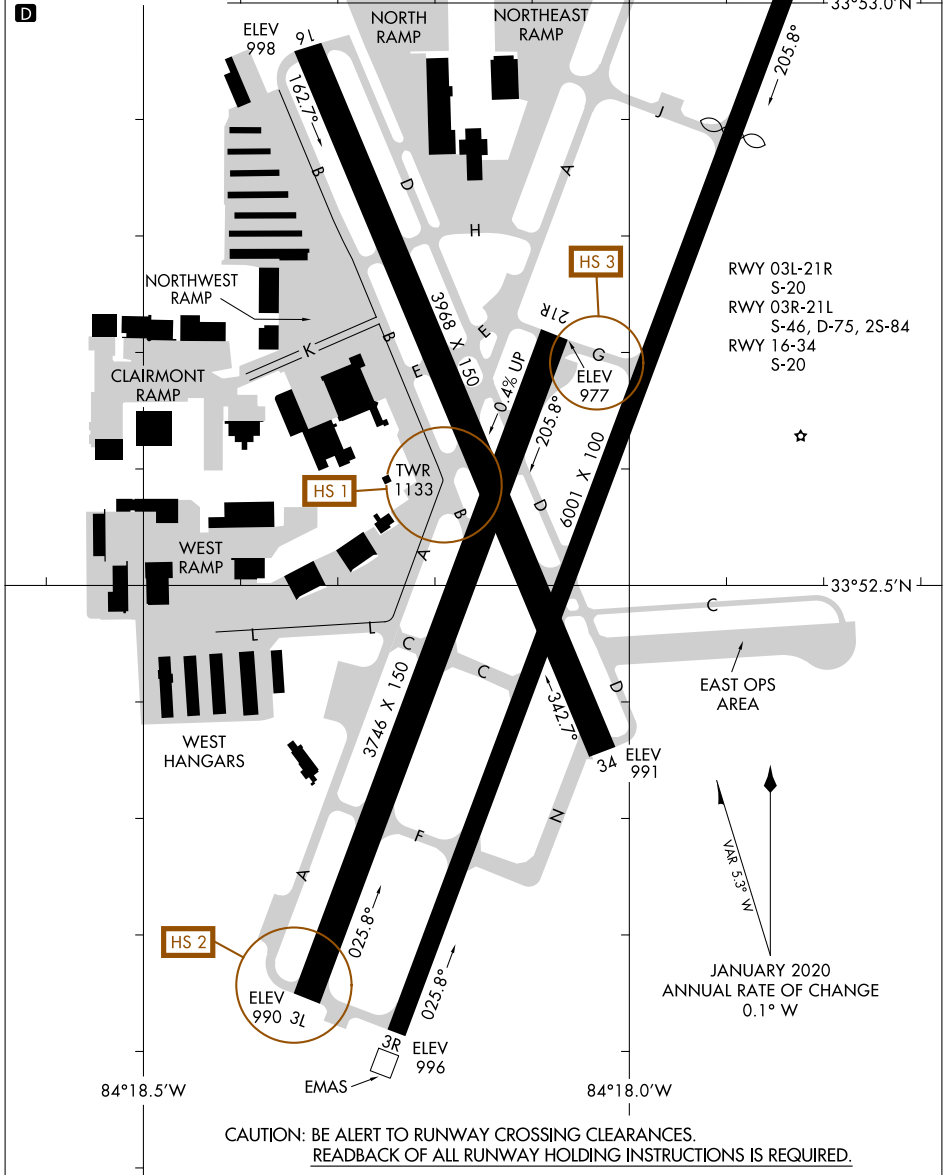 D
33°53.0'N
NORTH
RAMP
NORTHEAST
RAMP
ELEV
998
16
162.7°
205.8°
J
B
D
A
H
HS 3
RWY 03L-21R
S-20
RWY 03R-21L
S-46, D-75, 2S-84
RWY 16-34
S-20
NORTHWEST
RAMP
3968 X 150
21R
E
B
K
E
G
ELEV
977
0.4% UP
205.8°
CLAIRMONT
RAMP
6001 X 100
TWR
1133
HS 1
B
D
A
WEST
RAMP
33°52.5'N
C
L
L
C
C
EAST OPS
AREA
D
342.7°
3746 X 150
WEST
HANGARS
34
ELEV
991
N
F
VAR 5.3° W
A
025.8°
HS 2
025.8°
JANUARY 2020
ANNUAL RATE OF CHANGE
0.1° W
ELEV
990
3L
3R
ELEV
996
EMAS
84°18.5'W
84°18.0'W
CAUTION: BE ALERT TO RUNWAY CROSSING CLEARANCES.
READBACK OF ALL RUNWAY HOLDING INSTRUCTIONS IS REQUIRED.